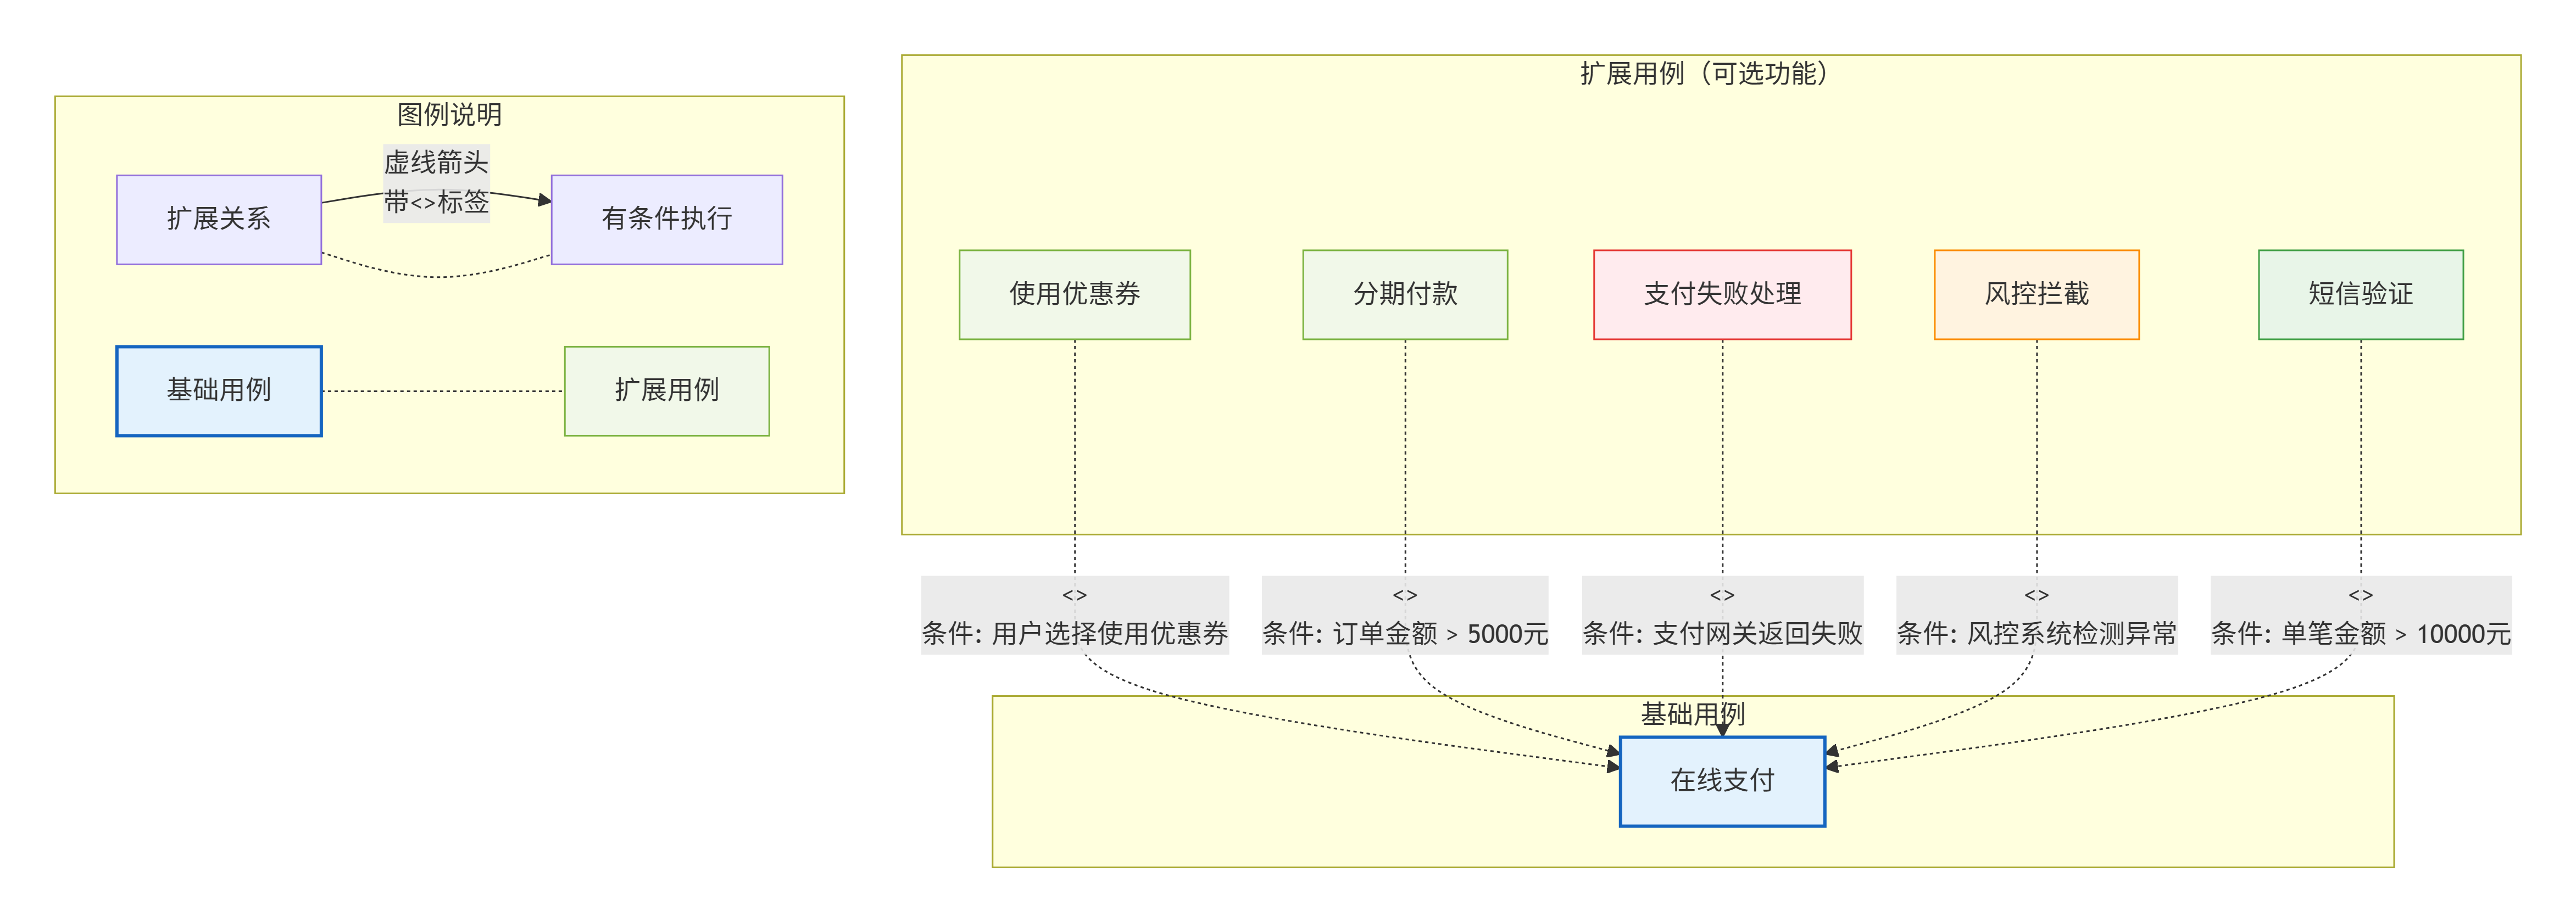 图例说明
虚线箭头
带<>标签
扩展关系
有条件执行
基础用例
扩展用例
扩展用例（可选功能）
使用优惠券
分期付款
支付失败处理
风控拦截
短信验证
<>
条件: 用户选择使用优惠券
<>
条件: 订单金额 > 5000元
<>
条件: 支付网关返回失败
<>
条件: 风控系统检测异常
<>
条件: 单笔金额 > 10000元
基础用例
在线支付